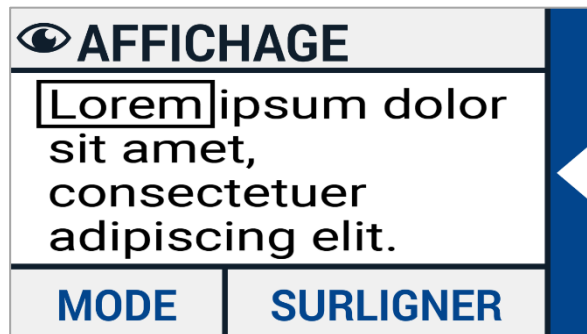 AFFICHAGE
Lorem ipsum dolor
sit amet,
consectetuer
adipiscing elit.
MODE SURLIGNER